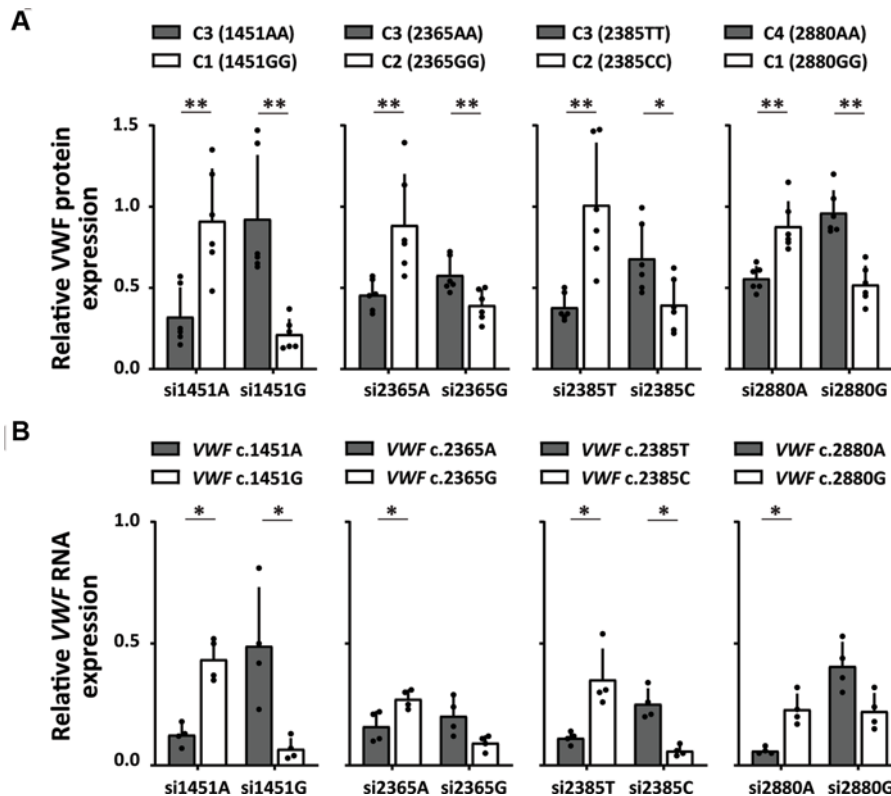 A
C3 (1451AA) C3 (2365AA) C3 (2385TT) C4 (2880AA)
C1 (1451GG) C2 (2365GG) C2 (2385CC) C1 (2880GG)
** ** ** ** ** * ** **
Relative VWF protein
expression
1.5
1.0
0.5
0.0
si1451A si1451G si2365A si2365G si2385T si2385C si2880A si2880G
B
VWF c.1451A VWF c.2365A VWF c.2385T VWF c.2880A
VWF c.1451G VWF c.2365G VWF c.2385C VWF c.2880G
* * * * * *
Relative VWF RNA
expression
1.0
0.5
0.0
si1451A si1451G si2365A si2365G si2385T si2385C si2880A si2880G